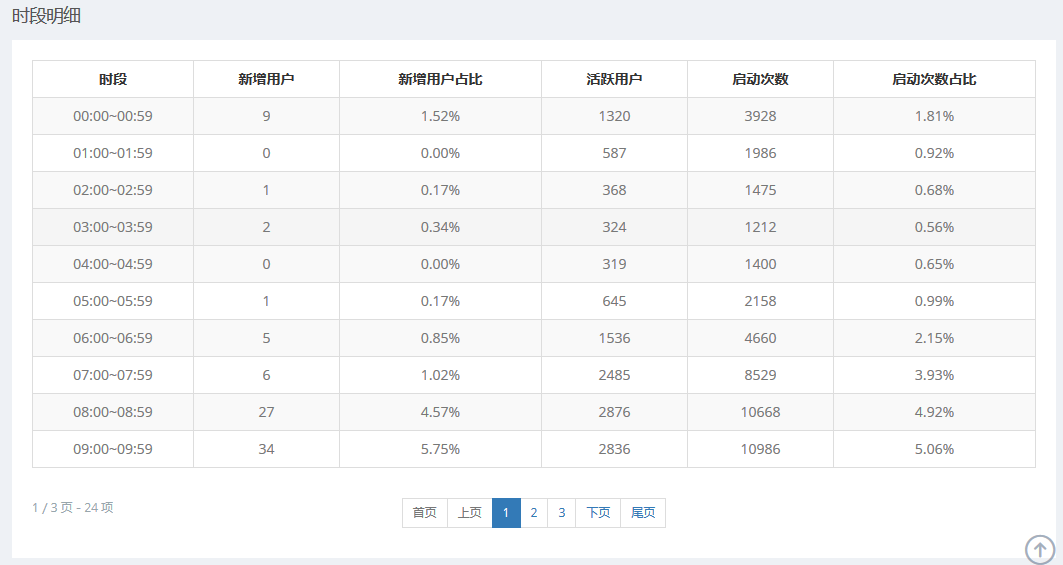 时段明细
时段 新增用户 新增用户占比 活跃用户 启动次数 启动次数占比
00:00~00:59 9 1.52% 1320 3928 1.81%
01:00~01:59 0 0.00% 587 1986 0.92%
02:00~02:59 1 0.17% 368 1475 0.68%
03:00~03:59 2 0.34% 324 1212 0.56%
04:00~04:59 0 0.00% 319 1400 0.65%
05:00~05:59 1 0.17% 645 2158 0.99%
06:00~06:59 5 0.85% 1536 4660 2.15%
07:00~07:59 6 1.02% 2485 8529 3.93%
08:00~08:59 27 4.57% 2876 10668 4.92%
09:00~09:59 34 5.75% 2836 10986 5.06%
1 / 3 页 - 24 项 首页 上页 1 2 3 下页 尾页